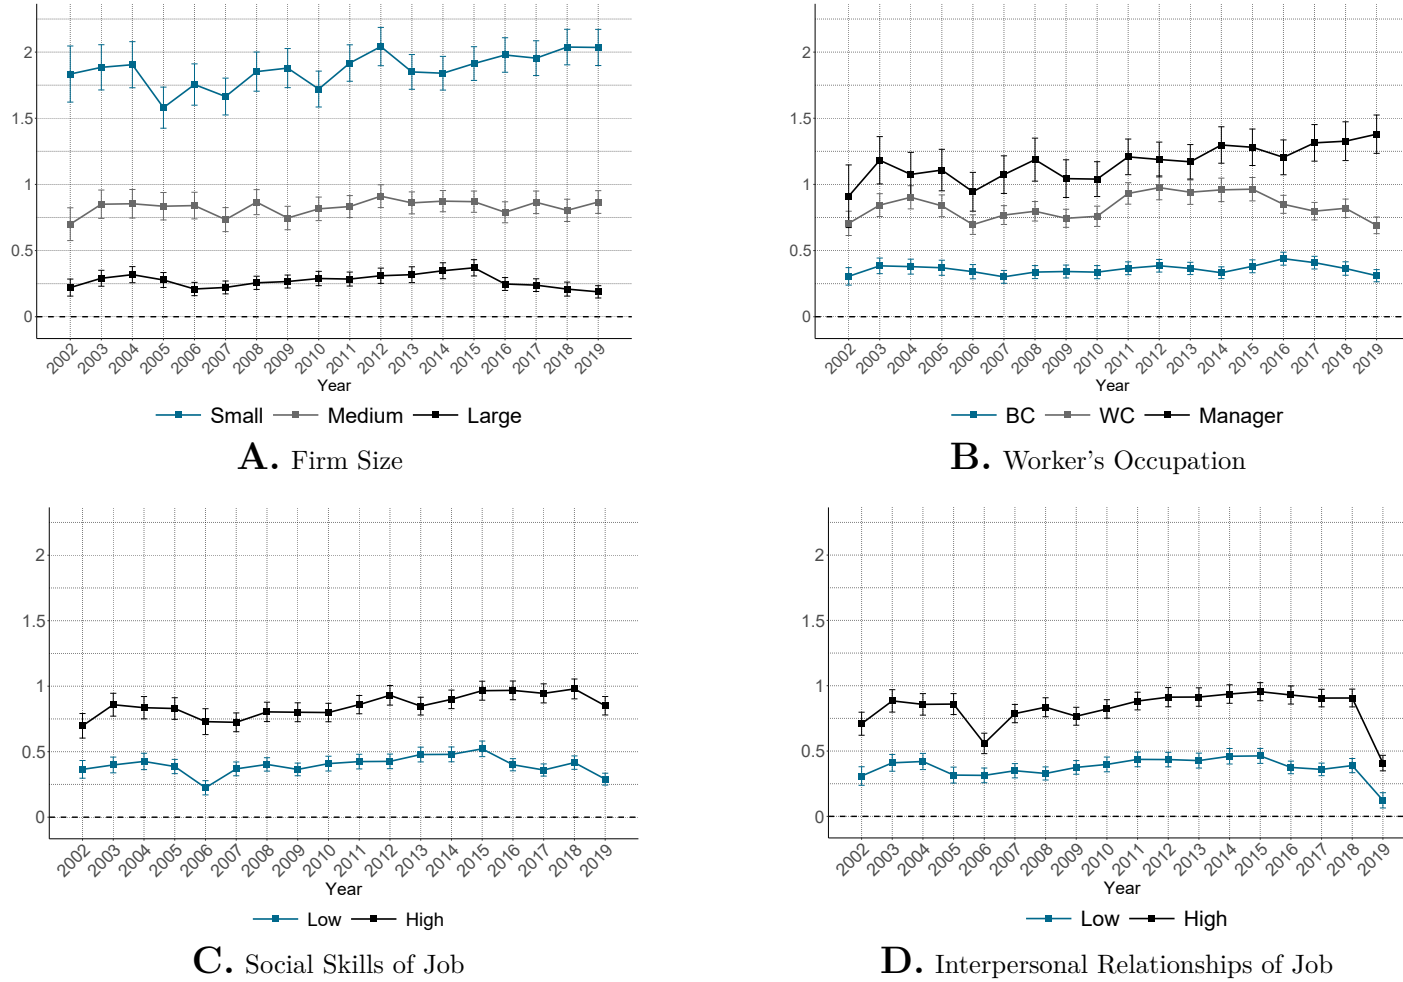 2
1.5
1
0.5
0
2002 2003 2004 2005 2006 2007 2008 2009 2010 2011 2012 2013 2014 2015 2016 2017 2018 2019
Year
Small Medium Large
A. Firm Size
2
1.5
1
0.5
0
2002 2003 2004 2005 2006 2007 2008 2009 2010 2011 2012 2013 2014 2015 2016 2017 2018 2019
Year
BC WC Manager
B. Worker's Occupation
2
1.5
1
0.5
0
2002 2003 2004 2005 2006 2007 2008 2009 2010 2011 2012 2013 2014 2015 2016 2017 2018 2019
Year
Low High
C. Social Skills of Job
2
1.5
1
0.5
0
2002 2003 2004 2005 2006 2007 2008 2009 2010 2011 2012 2013 2014 2015 2016 2017 2018 2019
Year
Low High
D. Interpersonal Relationships of Job